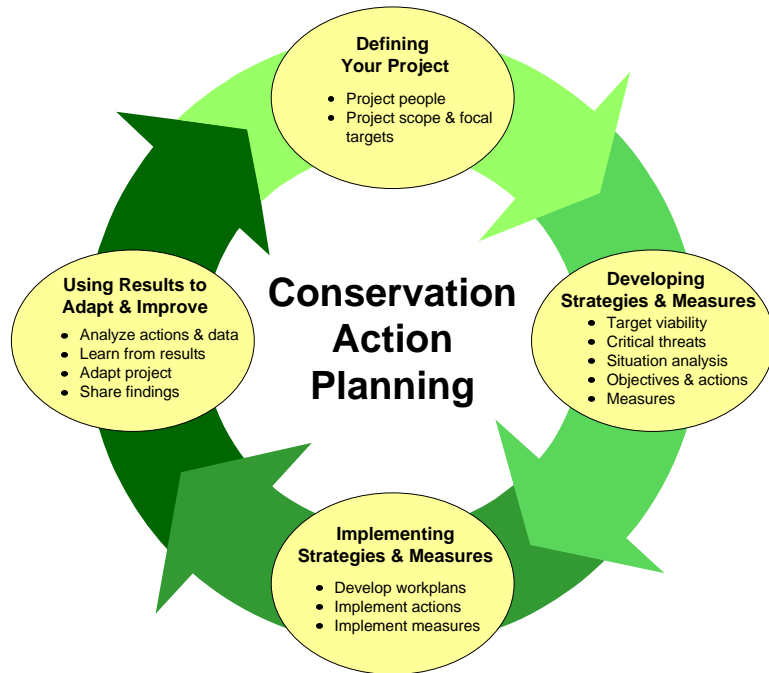 Defining
Your Project
• Project people
• Project scope & focal
targets
Developing
Strategies & Measures
• Target viability
• Critical threats
• Situation analysis
• Objectives & actions
• Measures
Implementing
Strategies & Measures
• Develop workplans
• Implement actions
• Implement measures
Using Results to
Adapt & Improve
• Analyze actions & data
• Learn from results
• Adapt project
• Share findings
Conservation
Action
Planning